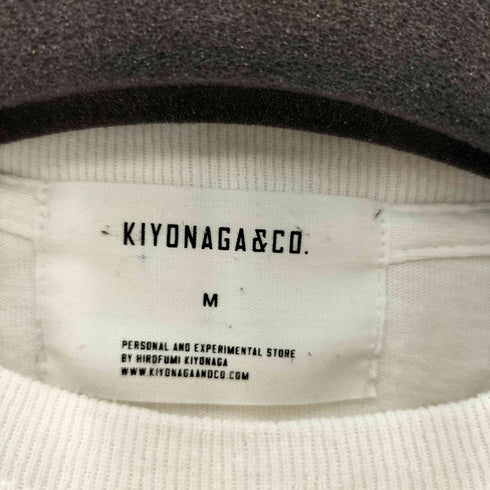 KIYONAGA&CO.
M
PERSONAL AND EXPERIMENTAL STORE
BY HIROFUMI KIYONAGA
WWW.KIYONAGAANDCO.COM